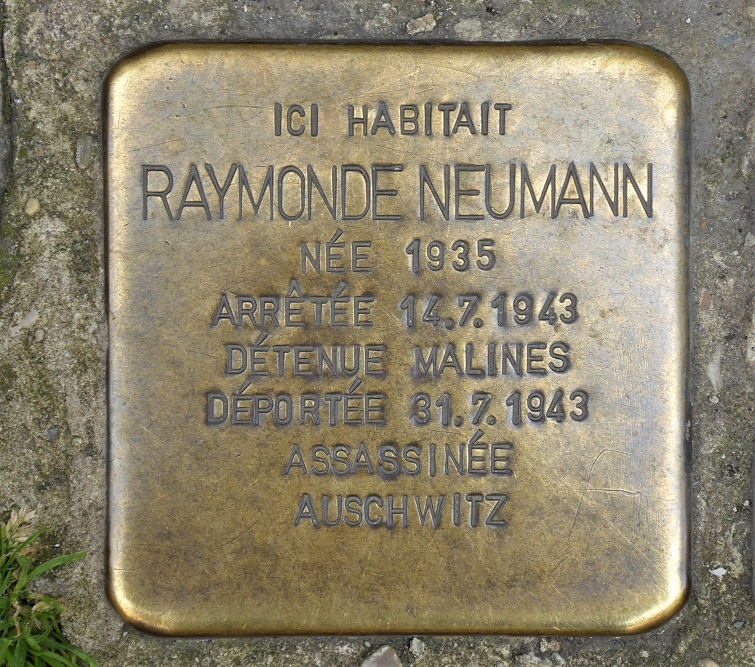 ICI HABITAIT
RAYMONDE NEUMANN
NÉE 1935
ARRÊTÉE 14.7.1943
DÉTENUE MALINES
DÉPORTÉE 31.7.1943
ASSASSINÉE
AUSCHWITZ